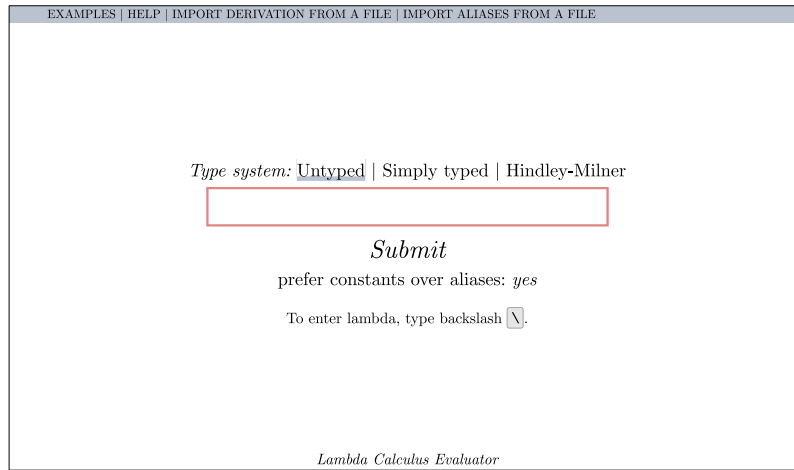 EXAMPLES | HELP | IMPORT DERIVATION FROM A FILE | IMPORT ALIASES FROM A FILE
Type system: Untyped | Simply typed | Hindley-Milner
Submit
prefer constants over aliases: yes
To enter lambda, type backslash \.
Lambda Calculus Evaluator